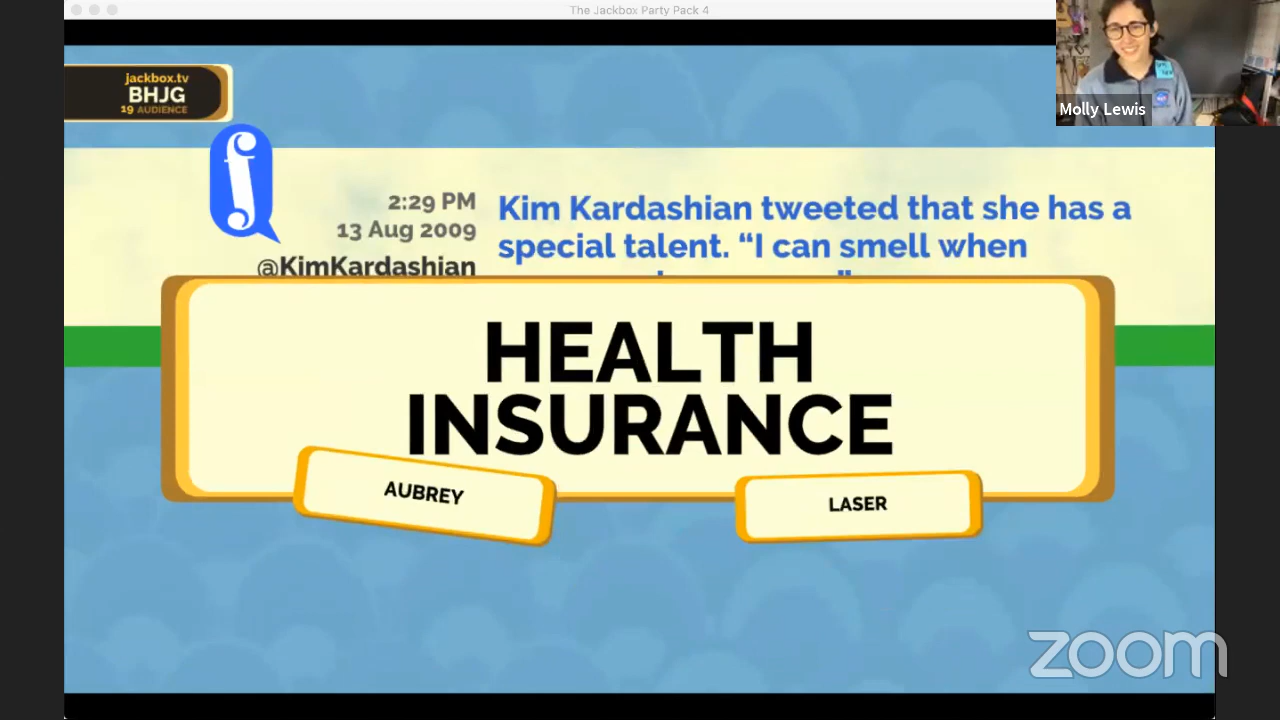 The Jackbox Party Pack 4
jackbox.tv
BHJG
19 AUDIENCE
Molly Lewis
f
2:29 PM
13 Aug 2009
@KimKardashian
Kim Kardashian tweeted that she has a
special talent. “I can smell when
HEALTH
INSURANCE
AUBREY
LASER
zoom